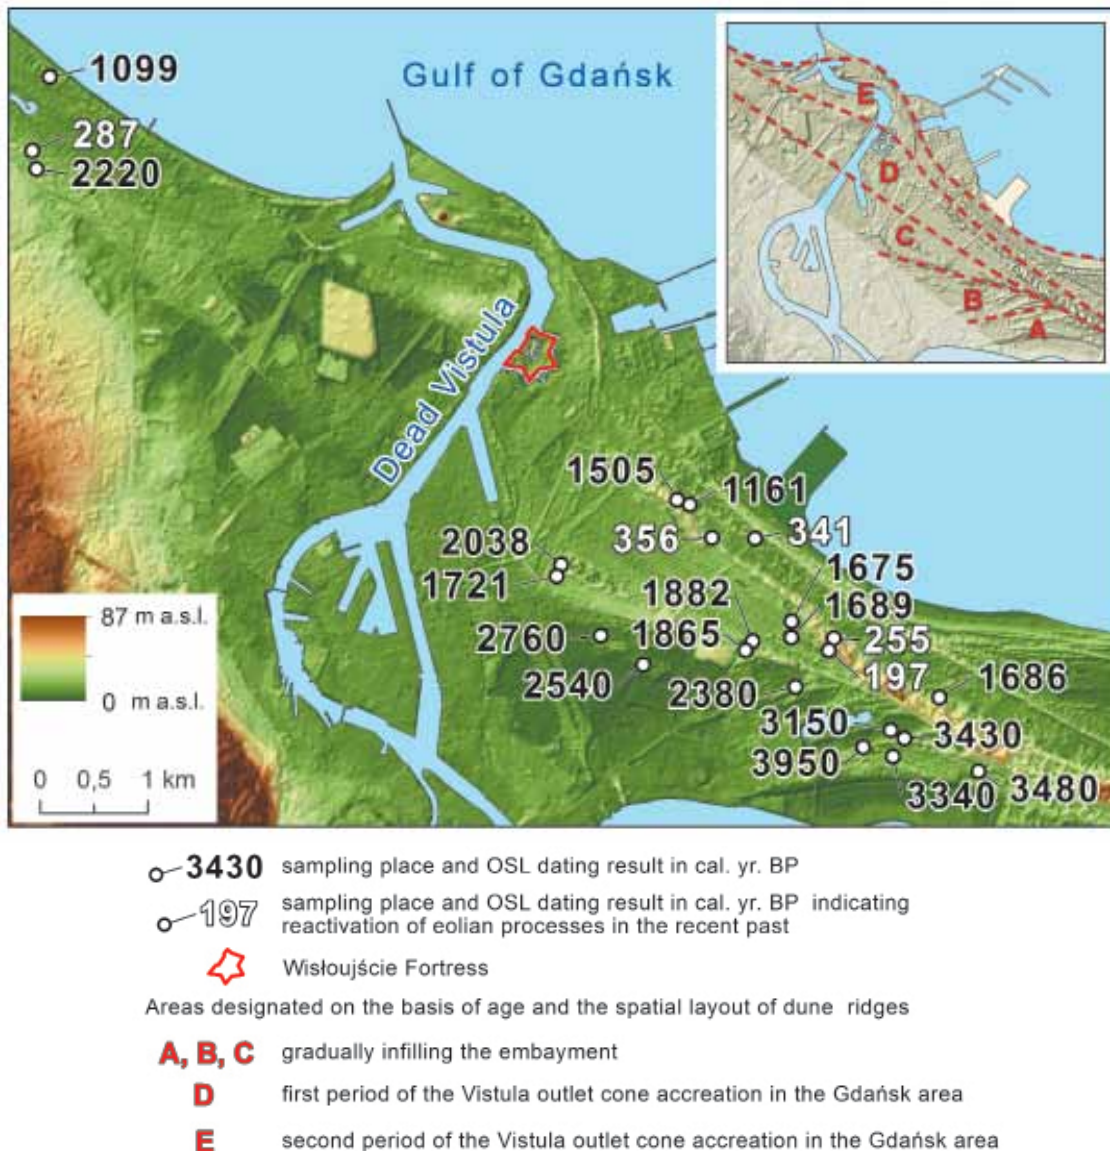 1099
Gulf of Gdańsk
287
2220
E
D
C
B
A
Dead Vistula
1505
1161
356
341
2038
1721
1675
1882
1689
2760
1865
255
197
2540
2380
1686
3150
3430
3950
3340
3480
87 m a.s.l.
0 m a.s.l.
0 0,5 1 km
3430 sampling place and OSL dating result in cal. yr. BP
197 sampling place and OSL dating result in cal. yr. BP indicating
reactivation of eolian processes in the recent past
Wisłoujście Fortress
Areas designated on the basis of age and the spatial layout of dune ridges
A, B, C gradually infilling the embayment
D first period of the Vistula outlet cone accreation in the Gdańsk area
E second period of the Vistula outlet cone accreation in the Gdańsk area